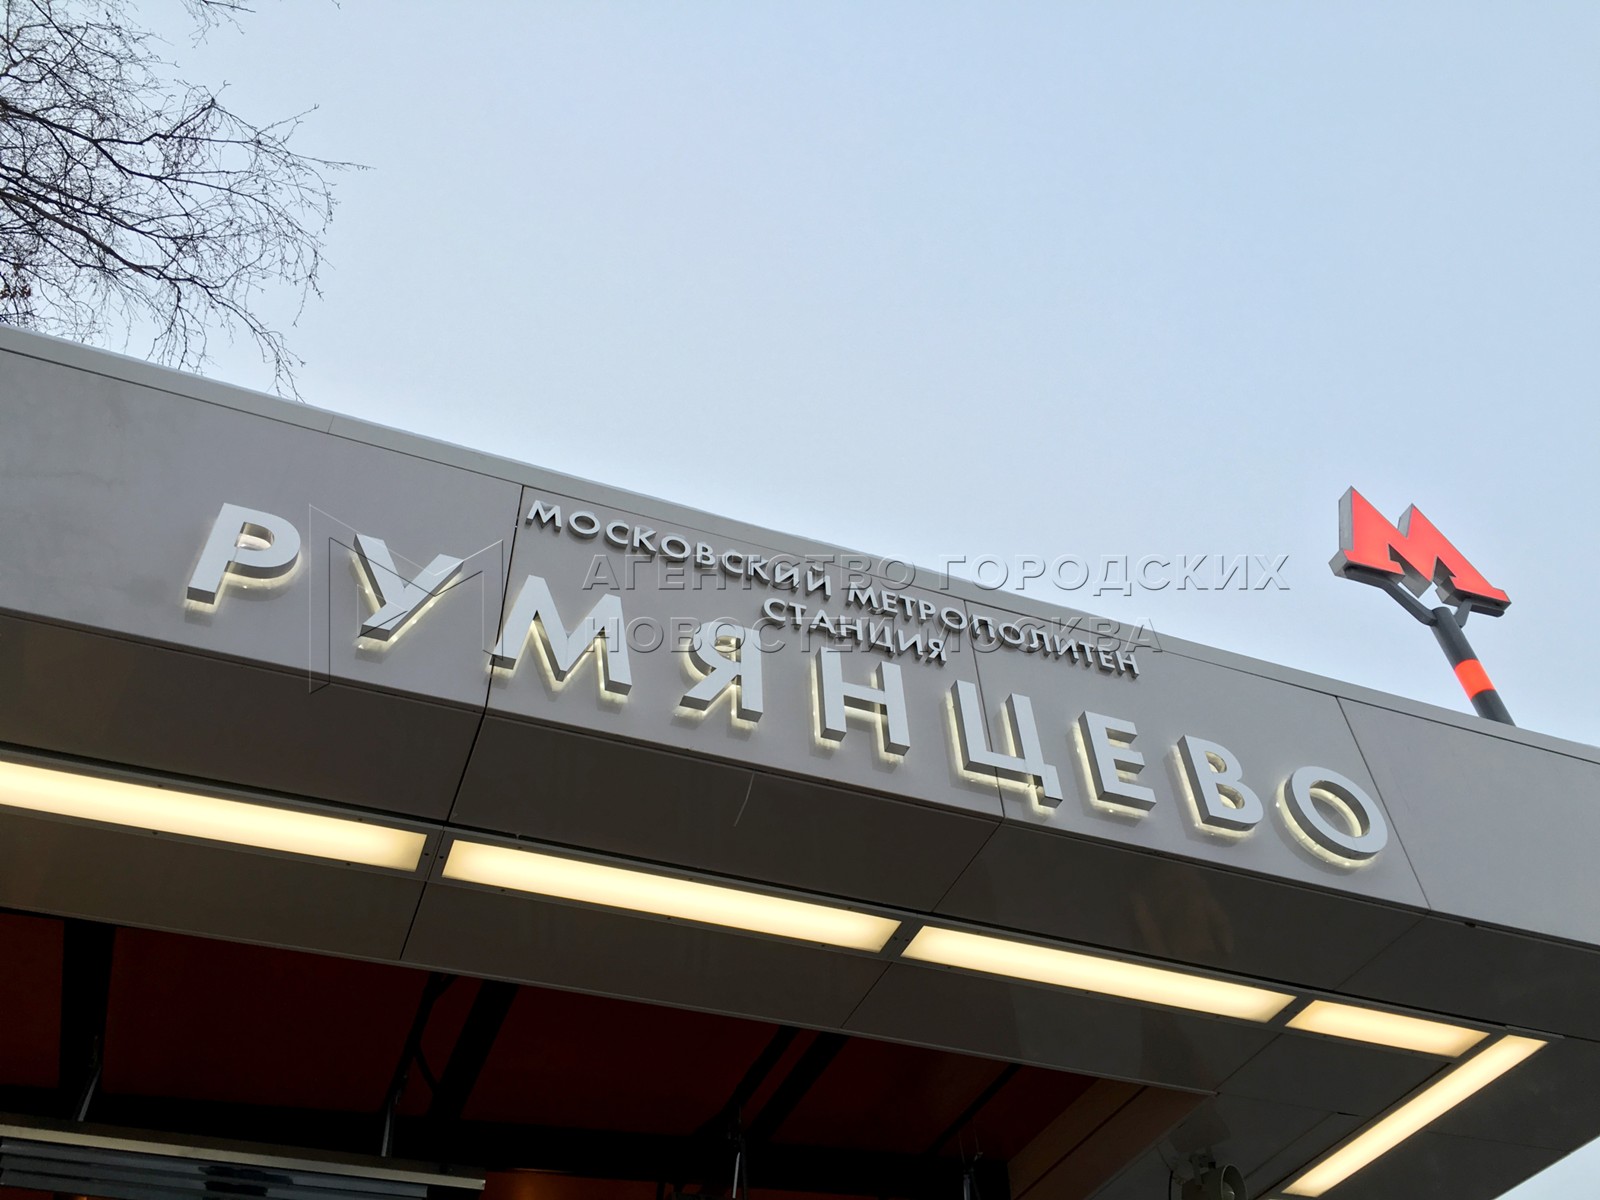 МОСКОВСКИЙ МЕТРОПОЛИТЕН
СТАНЦИЯ
РУМЯНЦЕВО
М
АГЕНТСТВО ГОРОДСКИХ
НОВОСТЕЙ МОСКВА